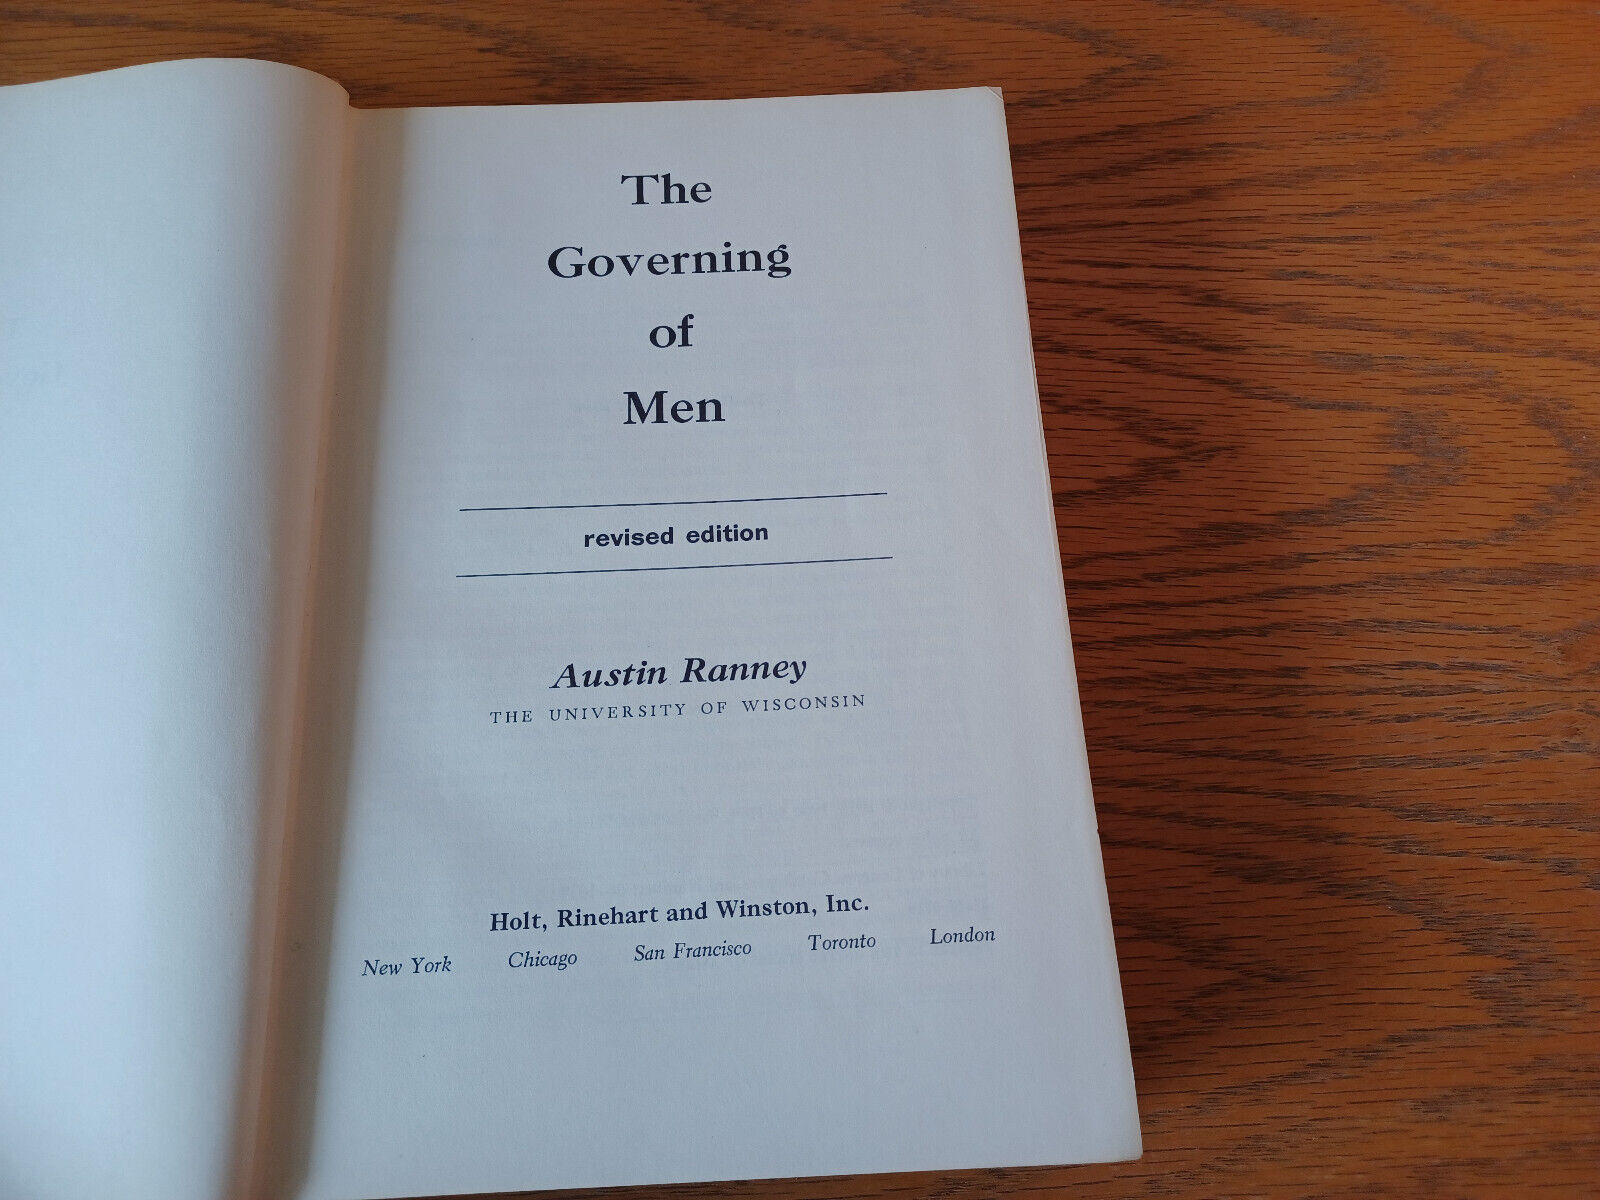 The
Governing
of
Men
revised edition
Austin Ranney
THE UNIVERSITY OF WISCONSIN
Holt, Rinehart and Winston, Inc.
New York Chicago San Francisco Toronto London